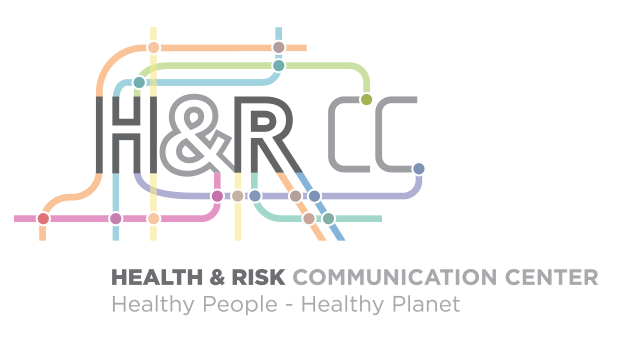 H&R CC
HEALTH & RISK COMMUNICATION CENTER
Healthy People - Healthy Planet